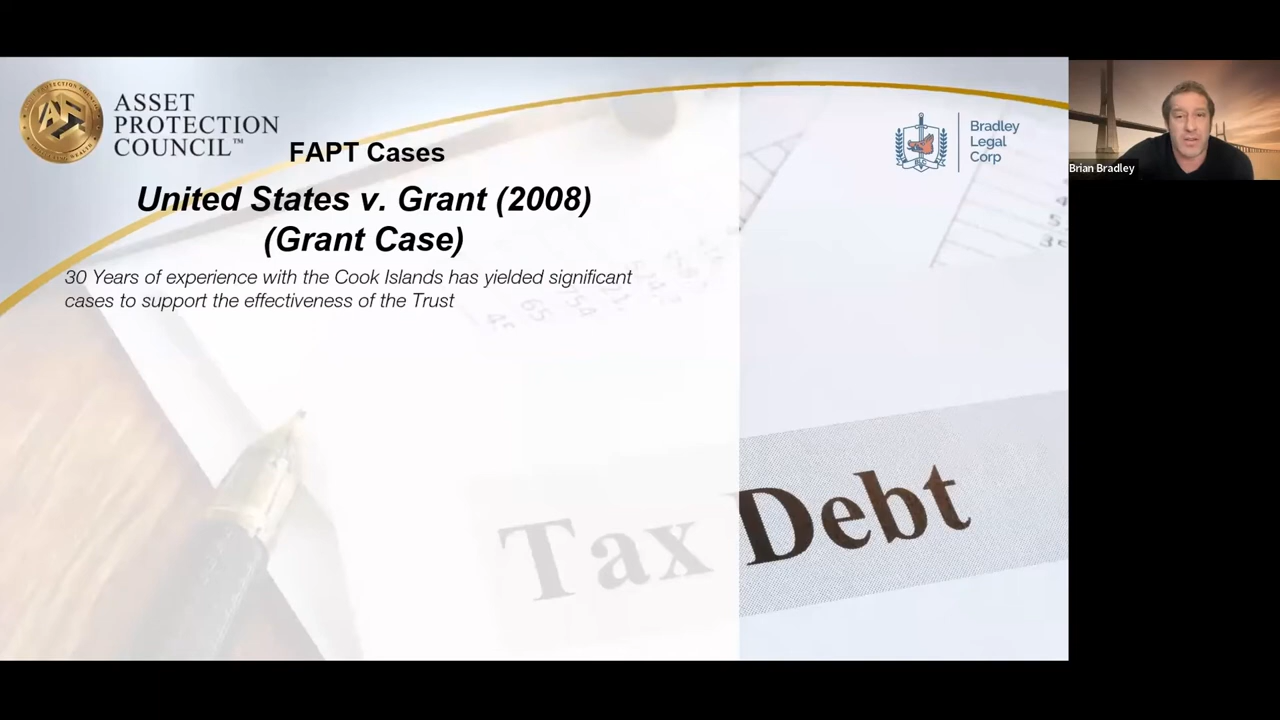 ASSET
PROTECTION
COUNCIL™
FAPT Cases
United States v. Grant (2008)
(Grant Case)
30 Years of experience with the Cook Islands has yielded significant
cases to support the effectiveness of the Trust
Bradley
Legal
Corp
Brian Bradley
Tax Debt